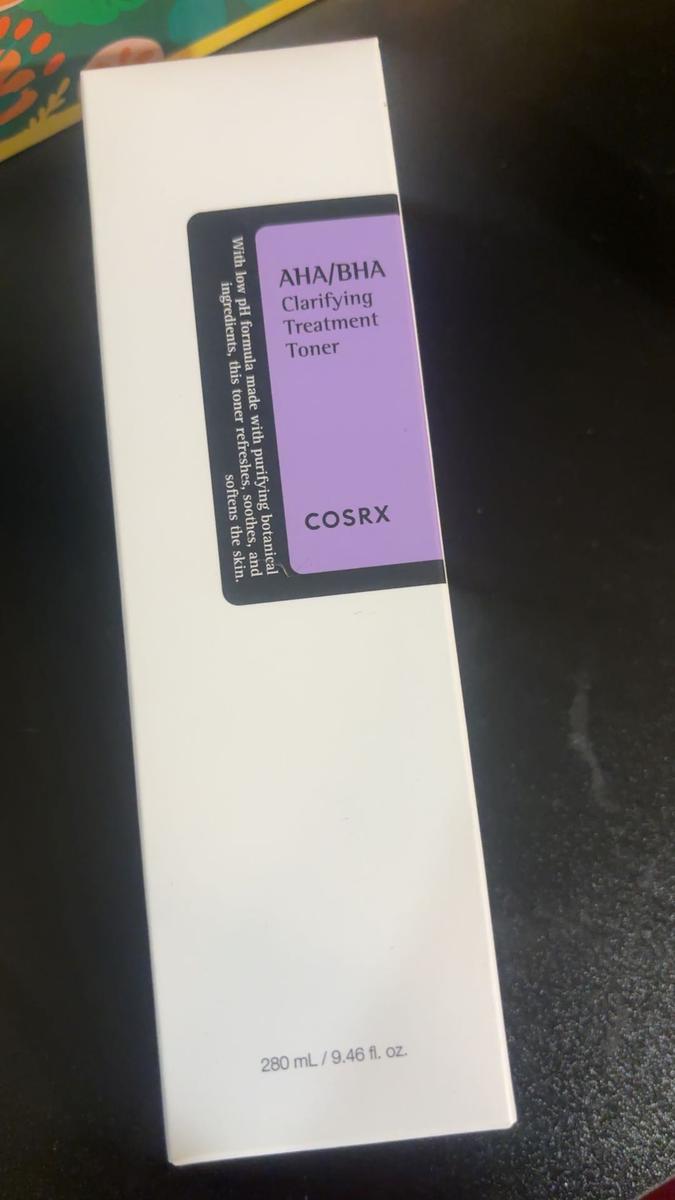 AHA/BHA
Clarifying
Treatment
Toner
COSRX
With low pH formula made with purifying botanical
ingredients, this toner refreshes, soothes, and
softens the skin.
280 mL / 9.46 fl. oz.